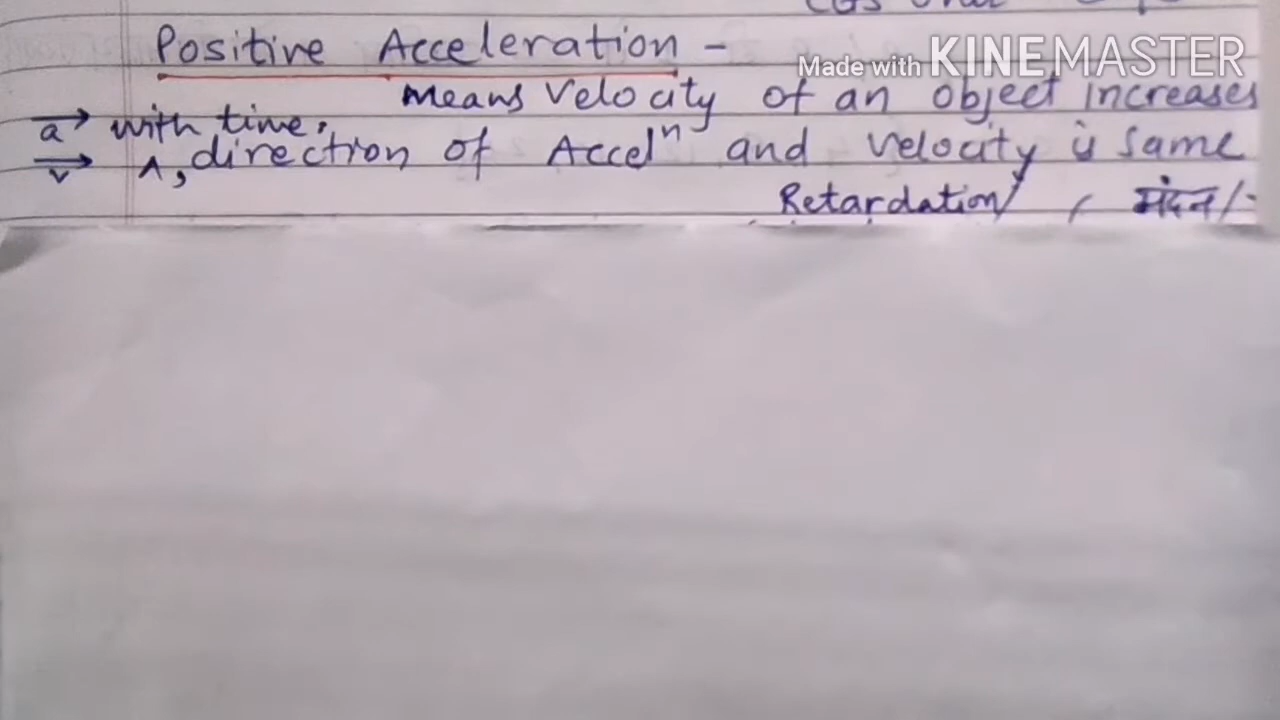 Positive Acceleration -
Made with KINEMASTER
means velocity of an object increases
a→ with time.
v→ ^, direction of Accelⁿ and velocity is same
Retardation/ , मंदन/-